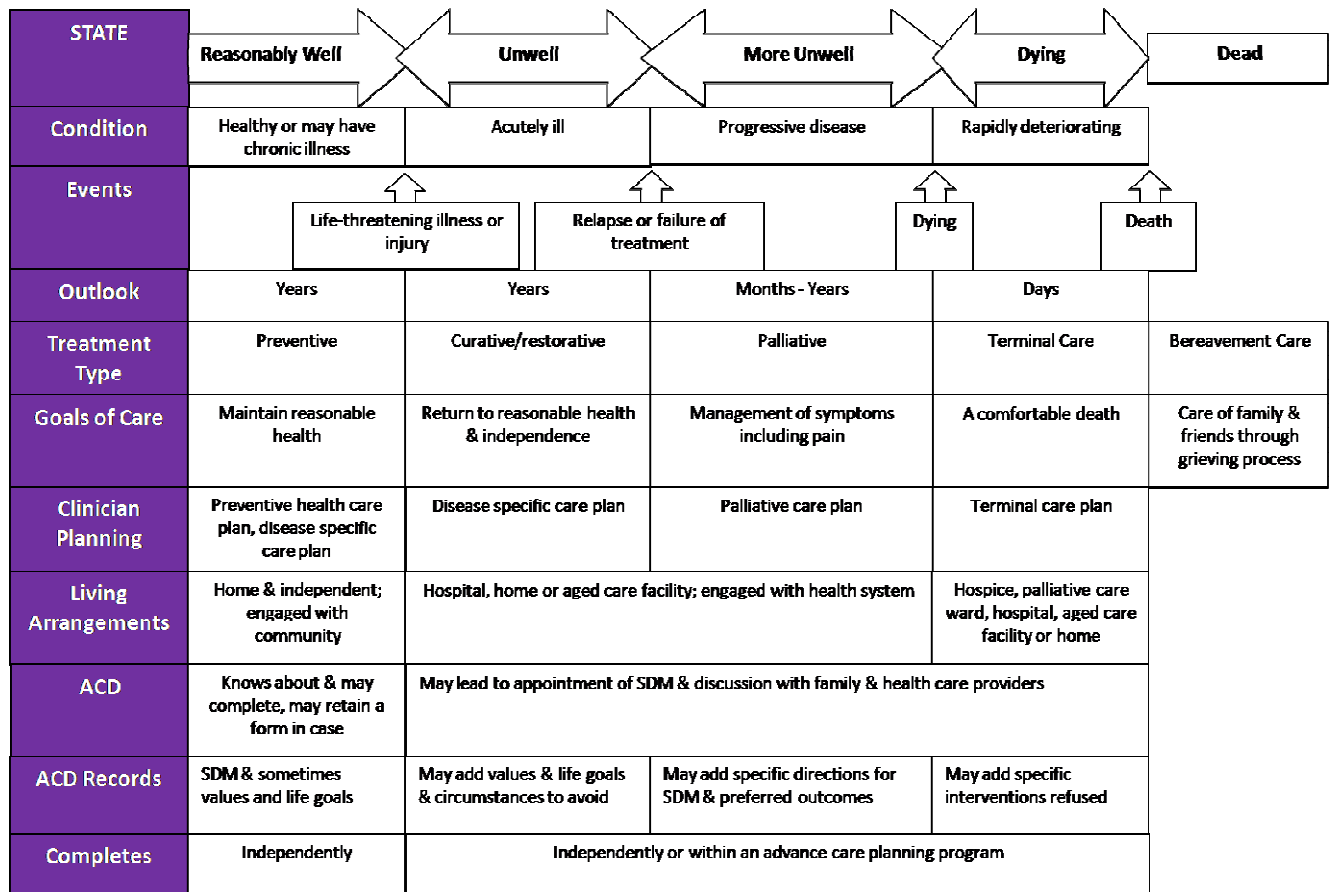 STATE
Reasonably Well
Unwell
More Unwell
Dying
Dead
Condition
Healthy or may have
chronic illness
Acutely ill
Progressive disease
Rapidly deteriorating
Events
Life-threatening illness or
injury
Relapse or failure of
treatment
Dying
Death
Outlook
Years
Years
Months - Years
Days
Treatment
Type
Preventive
Curative/restorative
Palliative
Terminal Care
Bereavement Care
Goals of Care
Maintain reasonable
health
Return to reasonable health
& independence
Management of symptoms
including pain
A comfortable death
Care of family &
friends through
grieving process
Clinician
Planning
Preventive health care
plan, disease specific
care plan
Disease specific care plan
Palliative care plan
Terminal care plan
Living
Arrangements
Home & independent;
engaged with
community
Hospital, home or aged care facility; engaged with health system
Hospice, palliative care
ward, hospital, aged care
facility or home
ACD
Knows about & may
complete, may retain a
form in case
May lead to appointment of SDM & discussion with family & health care providers
ACD Records
SDM & sometimes
values and life goals
May add values & life goals
& circumstances to avoid
May add specific directions for
SDM & preferred outcomes
May add specific
interventions refused
Completes
Independently
Independently or within an advance care planning program